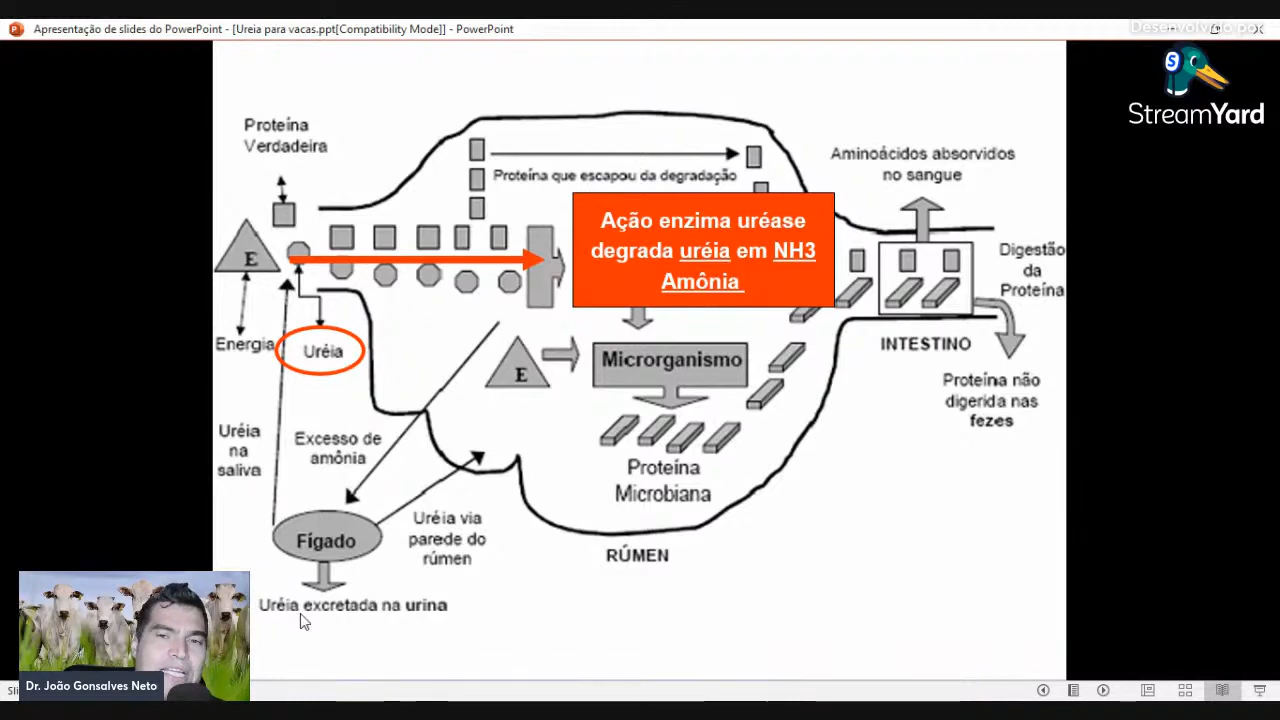 Apresentação de slides do PowerPoint - [Ureia para vacas.ppt[Compatibility Mode]] - PowerPoint
Desenvolvido por
StreamYard
Proteína
Verdadeira
Proteína que escapou da degradação
Aminoácidos absorvidos
no sangue
Ação enzima uréase
degrada uréia em NH3
Amônia
E
Digestão
da
Proteína
Energia
Uréia
E
Microrganismo
INTESTINO
Proteína não
digerida nas
fezes
Uréia
na
saliva
Excesso de
amônia
Proteína
Microbiana
Fígado
Uréia via
parede do
rúmen
RÚMEN
Uréia excretada na urina
Dr. João Gonsalves Neto